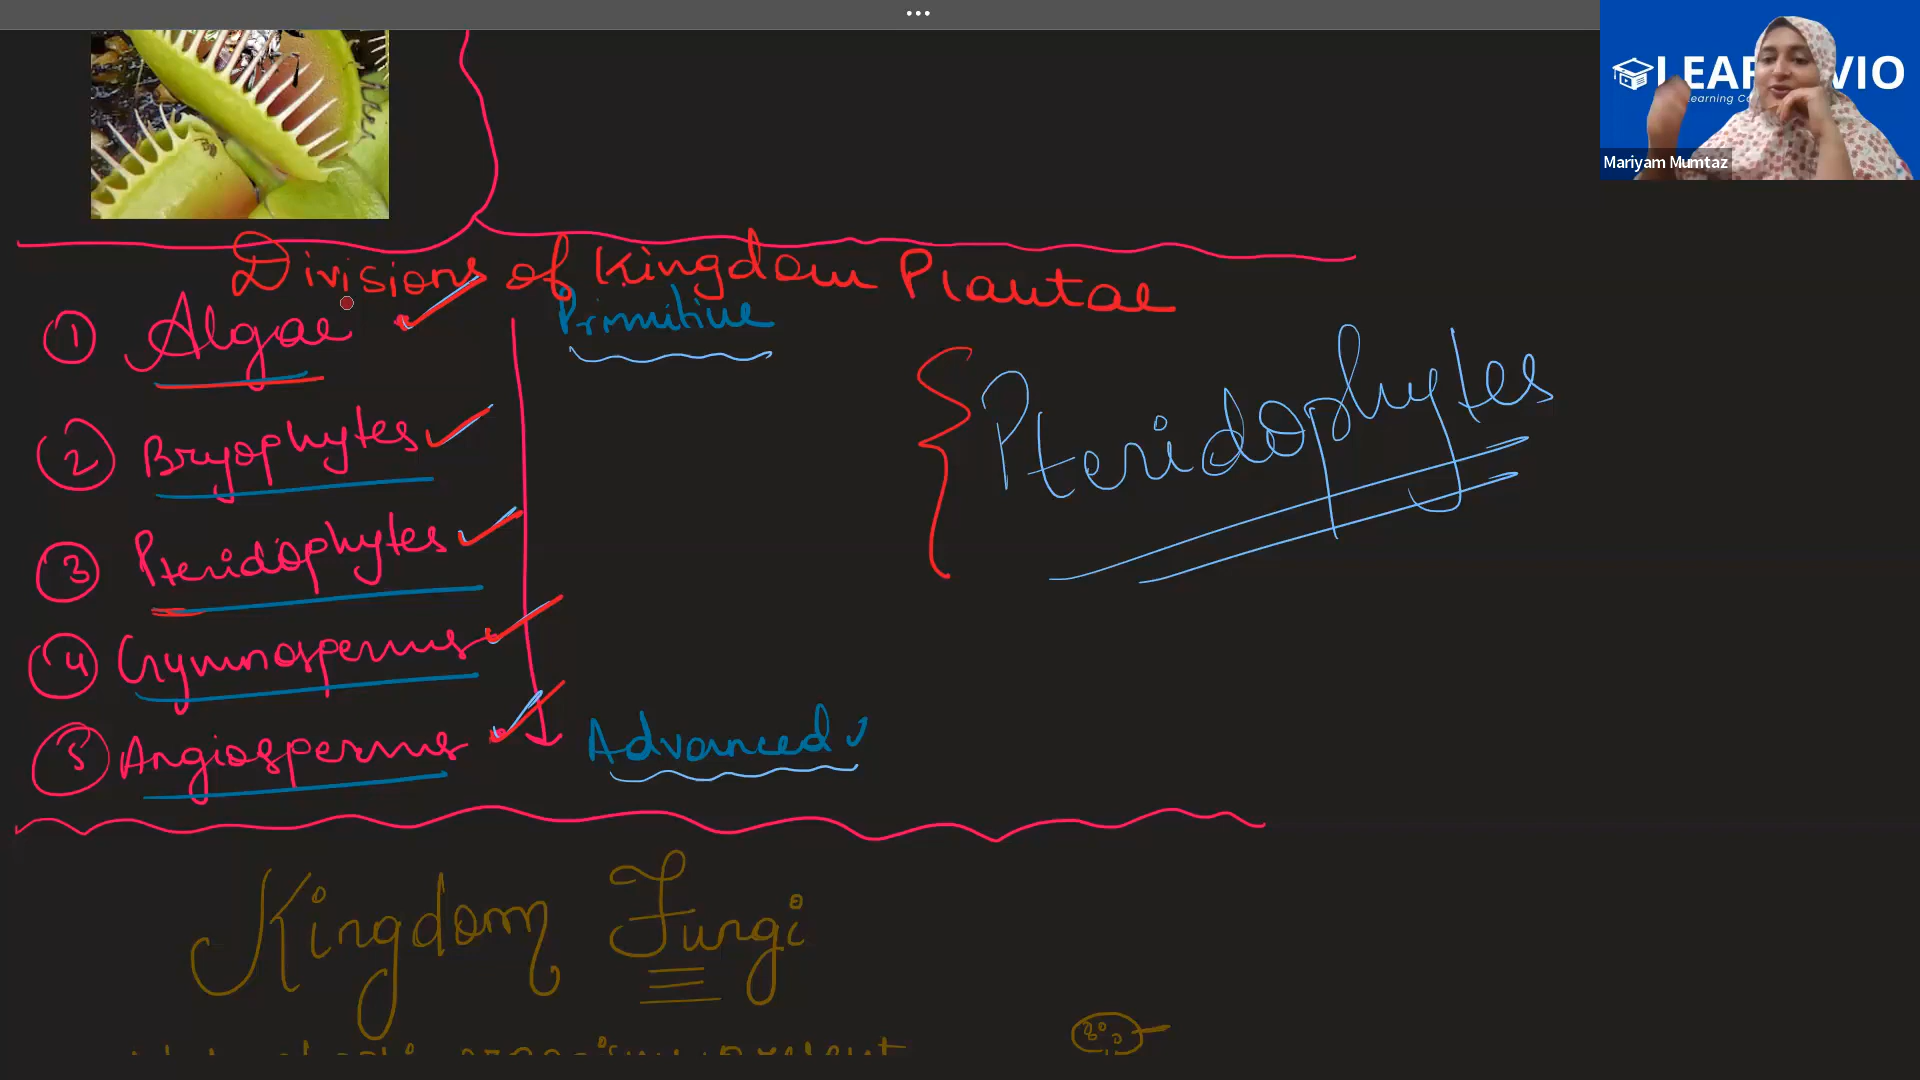 ...
Mariyam Mumtaz
Divisions of Kingdom Plantae
① Algae
Primitive
② Bryophytes
Pteridophytes
③ Pteridophytes
④ Gymnosperms
⑤ Angiosperms
Advanced
Kingdom Fungi